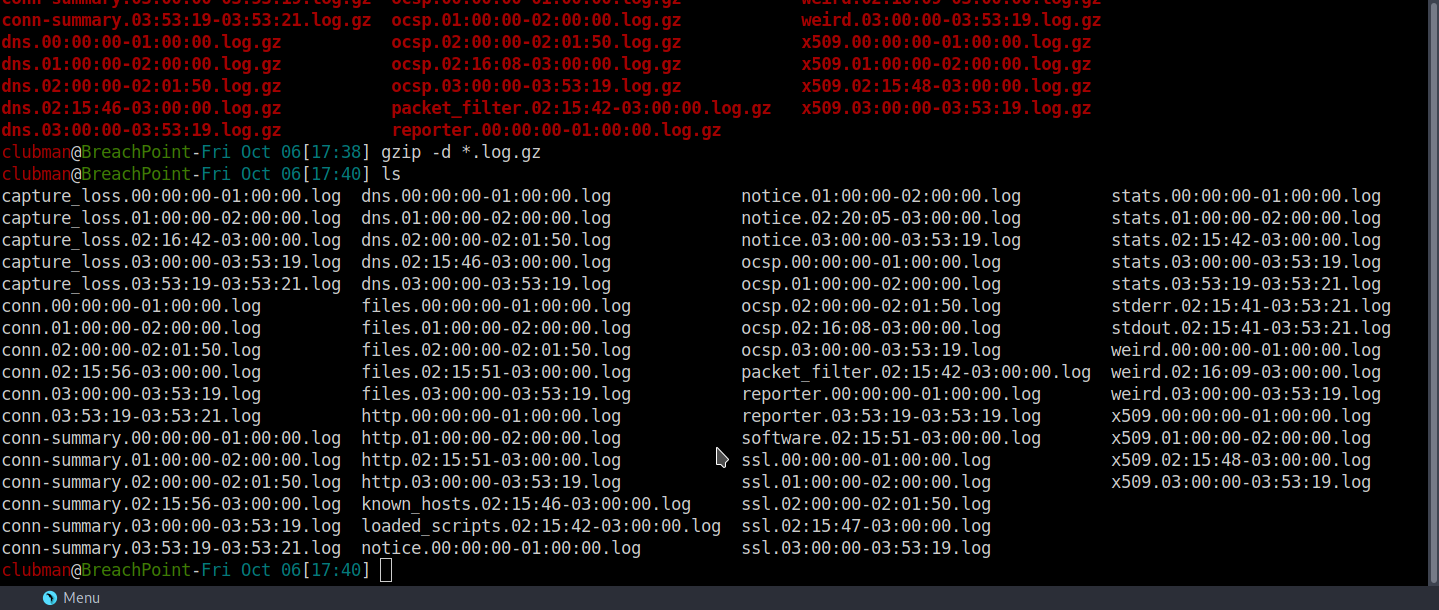 conn-summary.03:53:19-03:53:21.log.gz  ocsp.01:00:00-02:00:00.log.gz            weird.03:00:00-03:53:19.log.gz
dns.00:00:00-01:00:00.log.gz           ocsp.02:00:00-02:01:50.log.gz            x509.00:00:00-01:00:00.log.gz
dns.01:00:00-02:00:00.log.gz           ocsp.02:16:08-03:00:00.log.gz            x509.01:00:00-02:00:00.log.gz
dns.02:00:00-02:01:50.log.gz           ocsp.03:00:00-03:53:19.log.gz            x509.02:15:48-03:00:00.log.gz
dns.02:15:46-03:00:00.log.gz           packet_filter.02:15:42-03:00:00.log.gz   x509.03:00:00-03:53:19.log.gz
dns.03:00:00-03:53:19.log.gz           reporter.00:00:00-01:00:00.log.gz
clubman@BreachPoint-Fri Oct 06[17:38] gzip -d *.log.gz
clubman@BreachPoint-Fri Oct 06[17:40] ls
capture_loss.00:00:00-01:00:00.log  dns.00:00:00-01:00:00.log             notice.01:00:00-02:00:00.log         stats.00:00:00-01:00:00.log
capture_loss.01:00:00-02:00:00.log  dns.01:00:00-02:00:00.log             notice.02:20:05-03:00:00.log         stats.01:00:00-02:00:00.log
capture_loss.02:16:42-03:00:00.log  dns.02:00:00-02:01:50.log             notice.03:00:00-03:53:19.log         stats.02:15:42-03:00:00.log
capture_loss.03:00:00-03:53:19.log  dns.02:15:46-03:00:00.log             ocsp.00:00:00-01:00:00.log           stats.03:00:00-03:53:19.log
capture_loss.03:53:19-03:53:21.log  dns.03:00:00-03:53:19.log             ocsp.01:00:00-02:00:00.log           stats.03:53:19-03:53:21.log
conn.00:00:00-01:00:00.log          files.00:00:00-01:00:00.log           ocsp.02:00:00-02:01:50.log           stderr.02:15:41-03:53:21.log
conn.01:00:00-02:00:00.log          files.01:00:00-02:00:00.log           ocsp.02:16:08-03:00:00.log           stdout.02:15:41-03:53:21.log
conn.02:00:00-02:01:50.log          files.02:00:00-02:01:50.log           ocsp.03:00:00-03:53:19.log           weird.00:00:00-01:00:00.log
conn.02:15:56-03:00:00.log          files.02:15:51-03:00:00.log           packet_filter.02:15:42-03:00:00.log  weird.02:16:09-03:00:00.log
conn.03:00:00-03:53:19.log          files.03:00:00-03:53:19.log           reporter.00:00:00-01:00:00.log       weird.03:00:00-03:53:19.log
conn.03:53:19-03:53:21.log          http.00:00:00-01:00:00.log            reporter.03:53:19-03:53:19.log       x509.00:00:00-01:00:00.log
conn-summary.00:00:00-01:00:00.log  http.01:00:00-02:00:00.log            software.02:15:51-03:00:00.log       x509.01:00:00-02:00:00.log
conn-summary.01:00:00-02:00:00.log  http.02:15:51-03:00:00.log            ssl.00:00:00-01:00:00.log            x509.02:15:48-03:00:00.log
conn-summary.02:00:00-02:01:50.log  http.03:00:00-03:53:19.log            ssl.01:00:00-02:00:00.log            x509.03:00:00-03:53:19.log
conn-summary.02:15:56-03:00:00.log  known_hosts.02:15:46-03:00:00.log     ssl.02:00:00-02:01:50.log
conn-summary.03:00:00-03:53:19.log  loaded_scripts.02:15:42-03:00:00.log  ssl.02:15:47-03:00:00.log
conn-summary.03:53:19-03:53:21.log  notice.00:00:00-01:00:00.log          ssl.03:00:00-03:53:19.log
clubman@BreachPoint-Fri Oct 06[17:40]
Menu